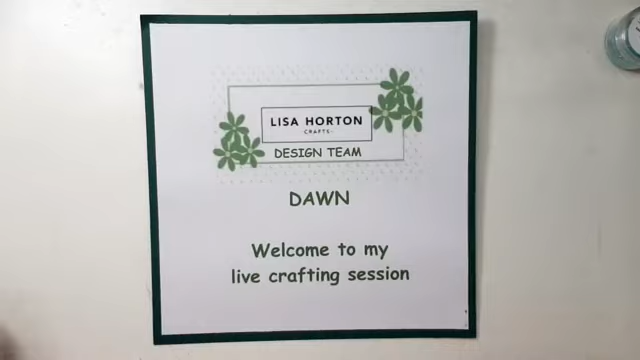 LISA HORTON
CRAFTS
DESIGN TEAM
DAWN
Welcome to my
live crafting session